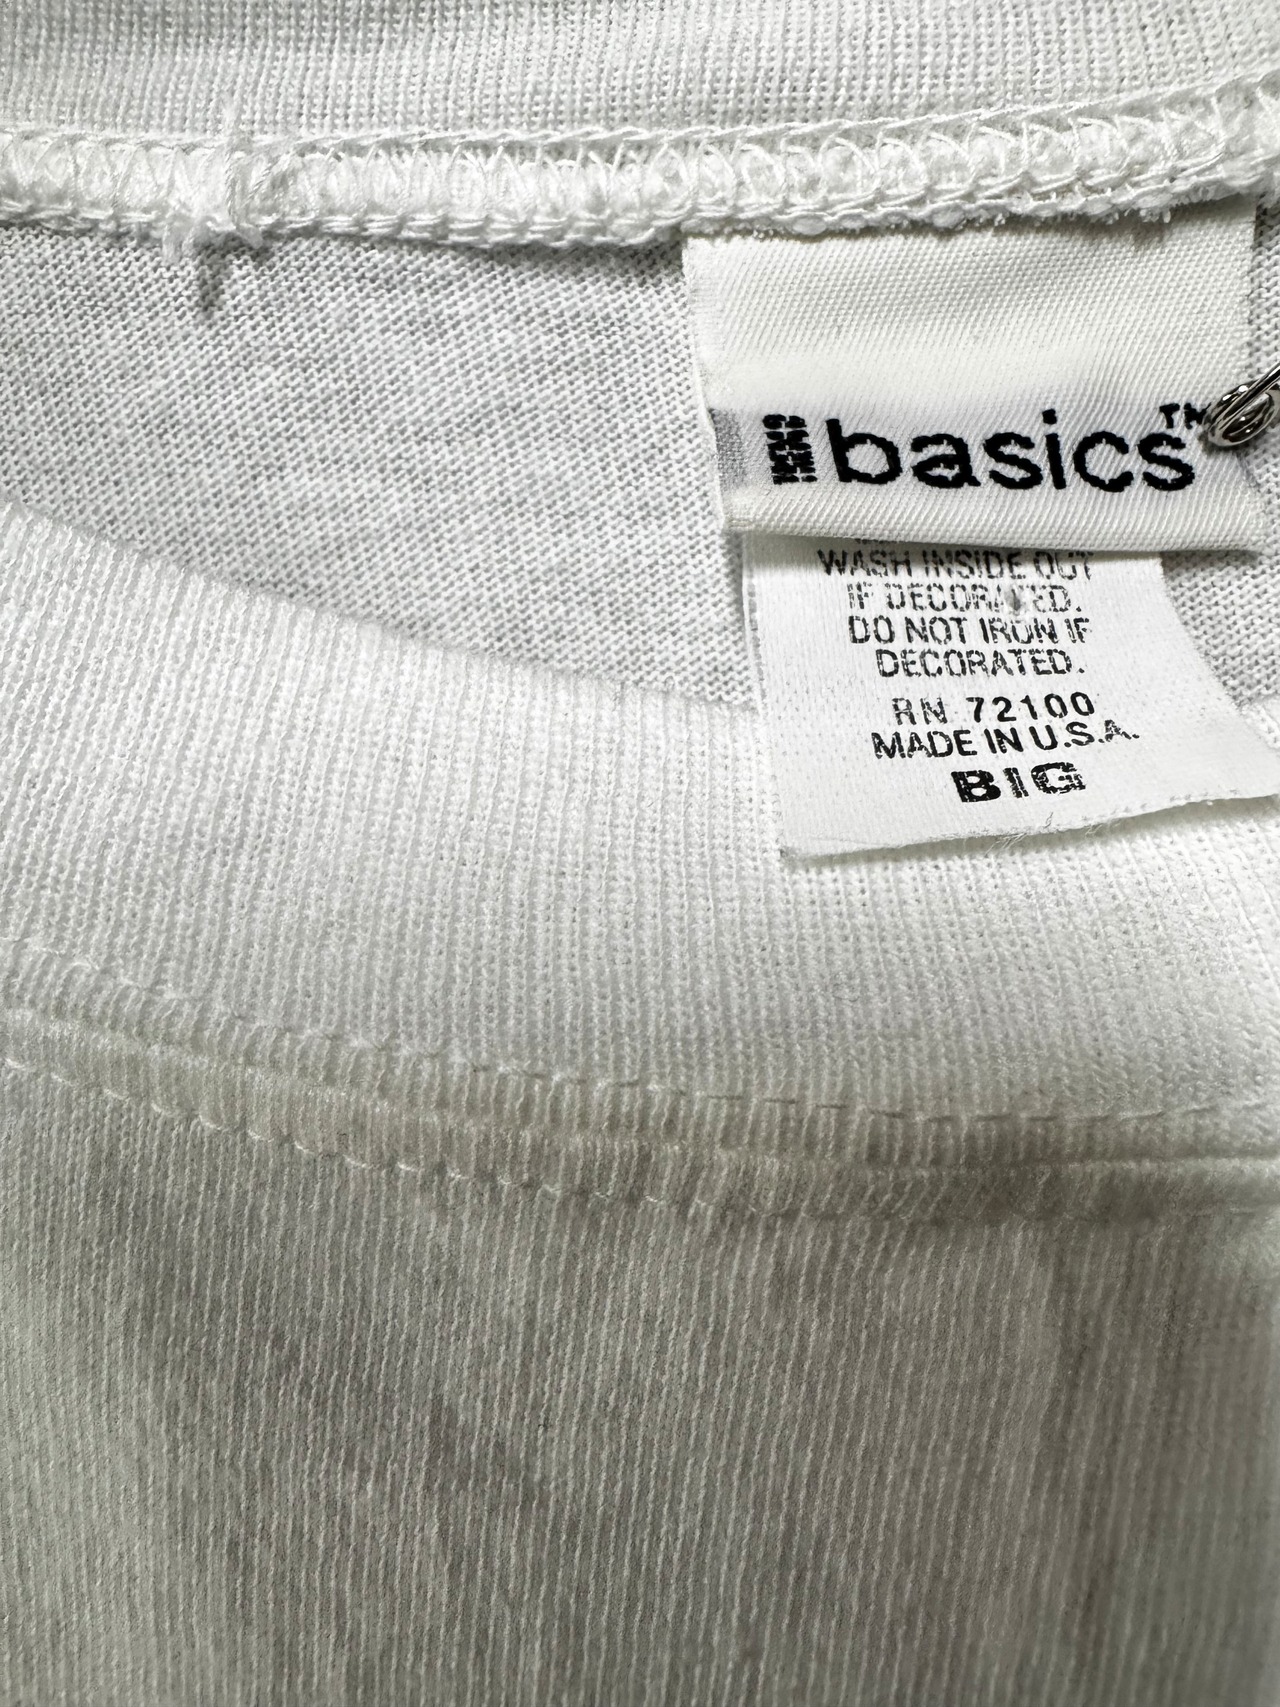 basics™
WASH INSIDE OUT
IF DECORATED.
DO NOT IRON IF
DECORATED.
RN 72100
MADE IN U.S.A.
BIG